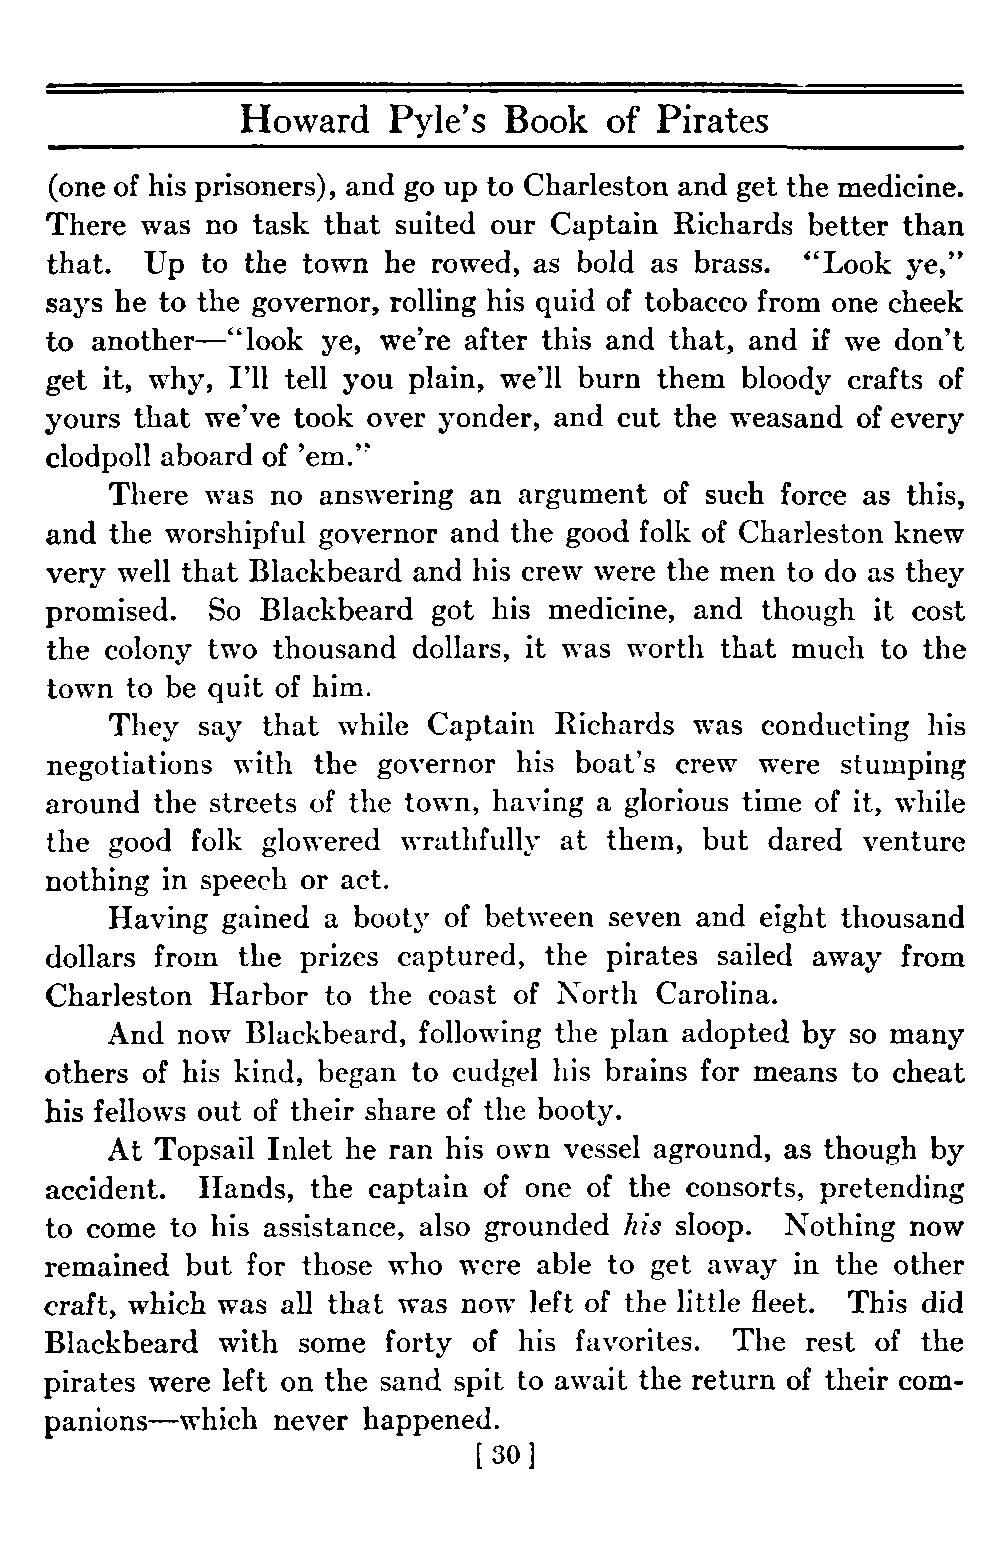 Howard Pyle's Book of Pirates
(one of his prisoners), and go up to Charleston and get the medicine.
There was no task that suited our Captain Richards better than
that. Up to the town he rowed, as bold as brass. “Look ye,”
says he to the governor, rolling his quid of tobacco from one cheek
to another—“look ye, we're after this and that, and if we don't
get it, why, I'll tell you plain, we'll burn them bloody crafts of
yours that we've took over yonder, and cut the weasand of every
clodpoll aboard of 'em.”
There was no answering an argument of such force as this,
and the worshipful governor and the good folk of Charleston knew
very well that Blackbeard and his crew were the men to do as they
promised. So Blackbeard got his medicine, and though it cost
the colony two thousand dollars, it was worth that much to the
town to be quit of him.
They say that while Captain Richards was conducting his
negotiations with the governor his boat's crew were stumping
around the streets of the town, having a glorious time of it, while
the good folk glowered wrathfully at them, but dared venture
nothing in speech or act.
Having gained a booty of between seven and eight thousand
dollars from the prizes captured, the pirates sailed away from
Charleston Harbor to the coast of North Carolina.
And now Blackbeard, following the plan adopted by so many
others of his kind, began to cudgel his brains for means to cheat
his fellows out of their share of the booty.
At Topsail Inlet he ran his own vessel aground, as though by
accident. Hands, the captain of one of the consorts, pretending
to come to his assistance, also grounded his sloop. Nothing now
remained but for those who were able to get away in the other
craft, which was all that was now left of the little fleet. This did
Blackbeard with some forty of his favorites. The rest of the
pirates were left on the sand spit to await the return of their com-
panions—which never happened.
[ 30 ]